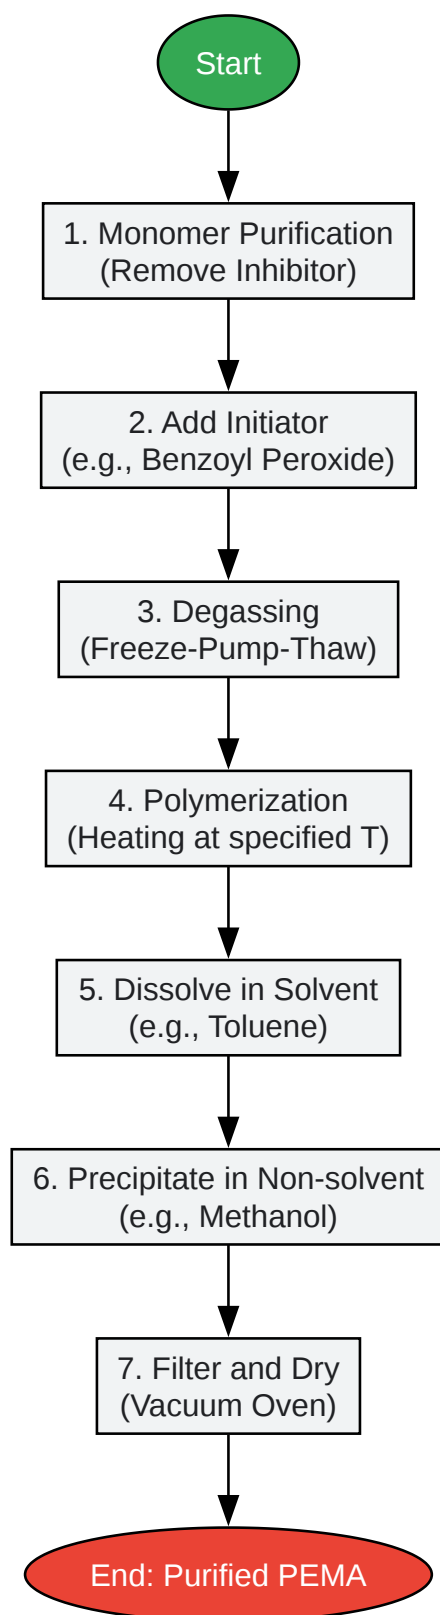 Start
1. Monomer Purification
(Remove Inhibitor)
2. Add Initiator
(e.g., Benzoyl Peroxide)
3. Degassing
(Freeze-Pump-Thaw)
4. Polymerization
(Heating at specified T)
5. Dissolve in Solvent
(e.g., Toluene)
6. Precipitate in Non-solvent
(e.g., Methanol)
7. Filter and Dry
(Vacuum Oven)
End: Purified PEMA